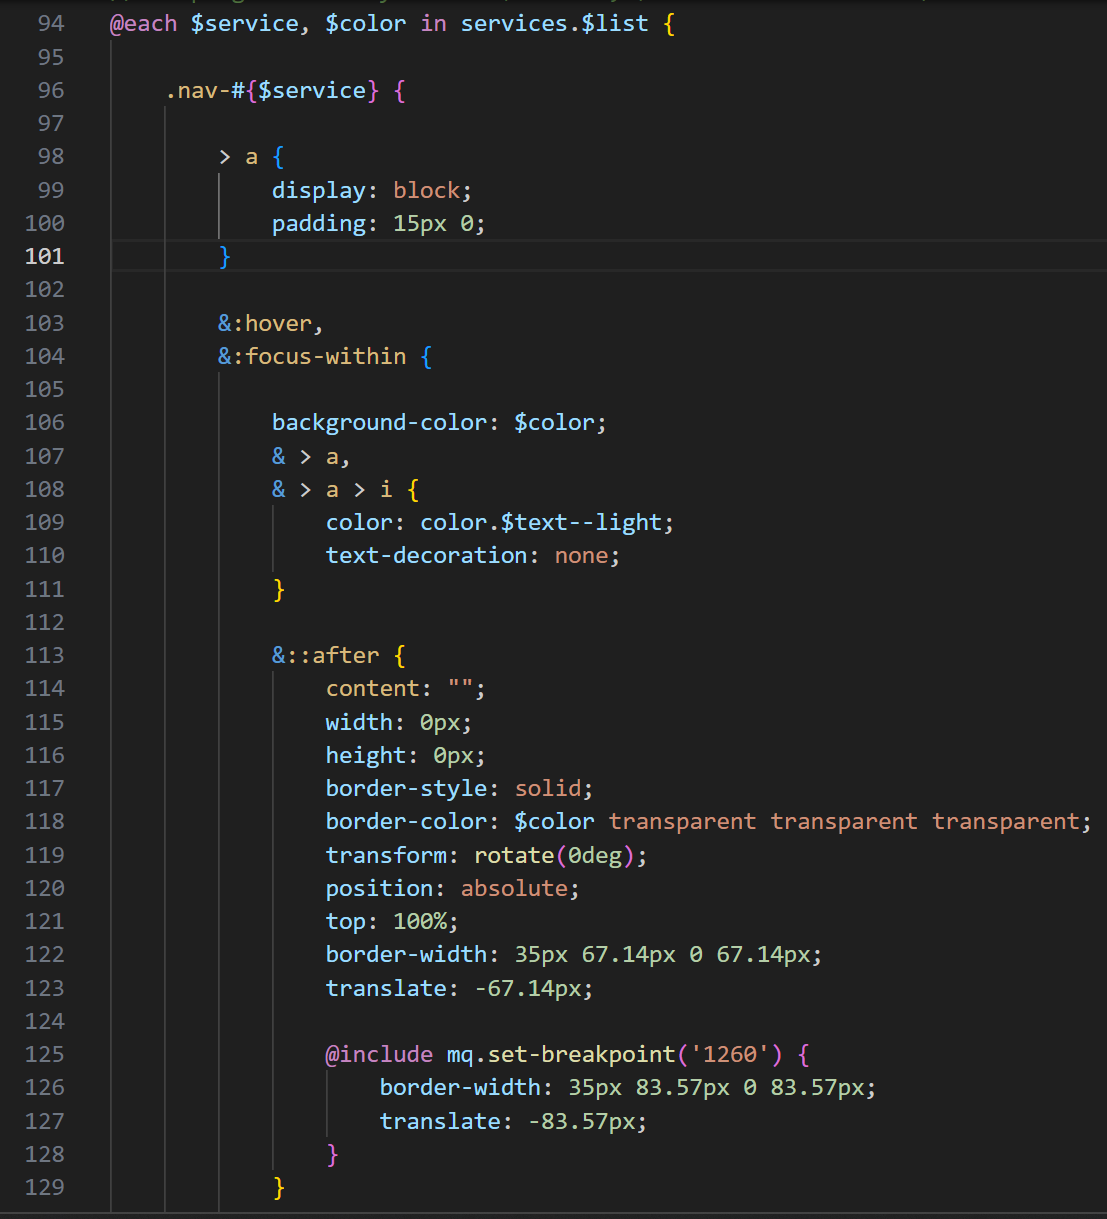 94 @each $service, $color in services.$list {
95
96 .nav-#{$service} {
97
98 > a {
99 display: block;
100 padding: 15px 0;
101 }
102
103 &:hover,
104 &:focus-within {
105
106 background-color: $color;
107 & > a,
108 & > a > i {
109 color: color.$text--light;
110 text-decoration: none;
111 }
112
113 &::after {
114 content: "";
115 width: 0px;
116 height: 0px;
117 border-style: solid;
118 border-color: $color transparent transparent transparent;
119 transform: rotate(0deg);
120 position: absolute;
121 top: 100%;
122 border-width: 35px 67.14px 0 67.14px;
123 translate: -67.14px;
124
125 @include mq.set-breakpoint('1260') {
126 border-width: 35px 83.57px 0 83.57px;
127 translate: -83.57px;
128 }
129 }